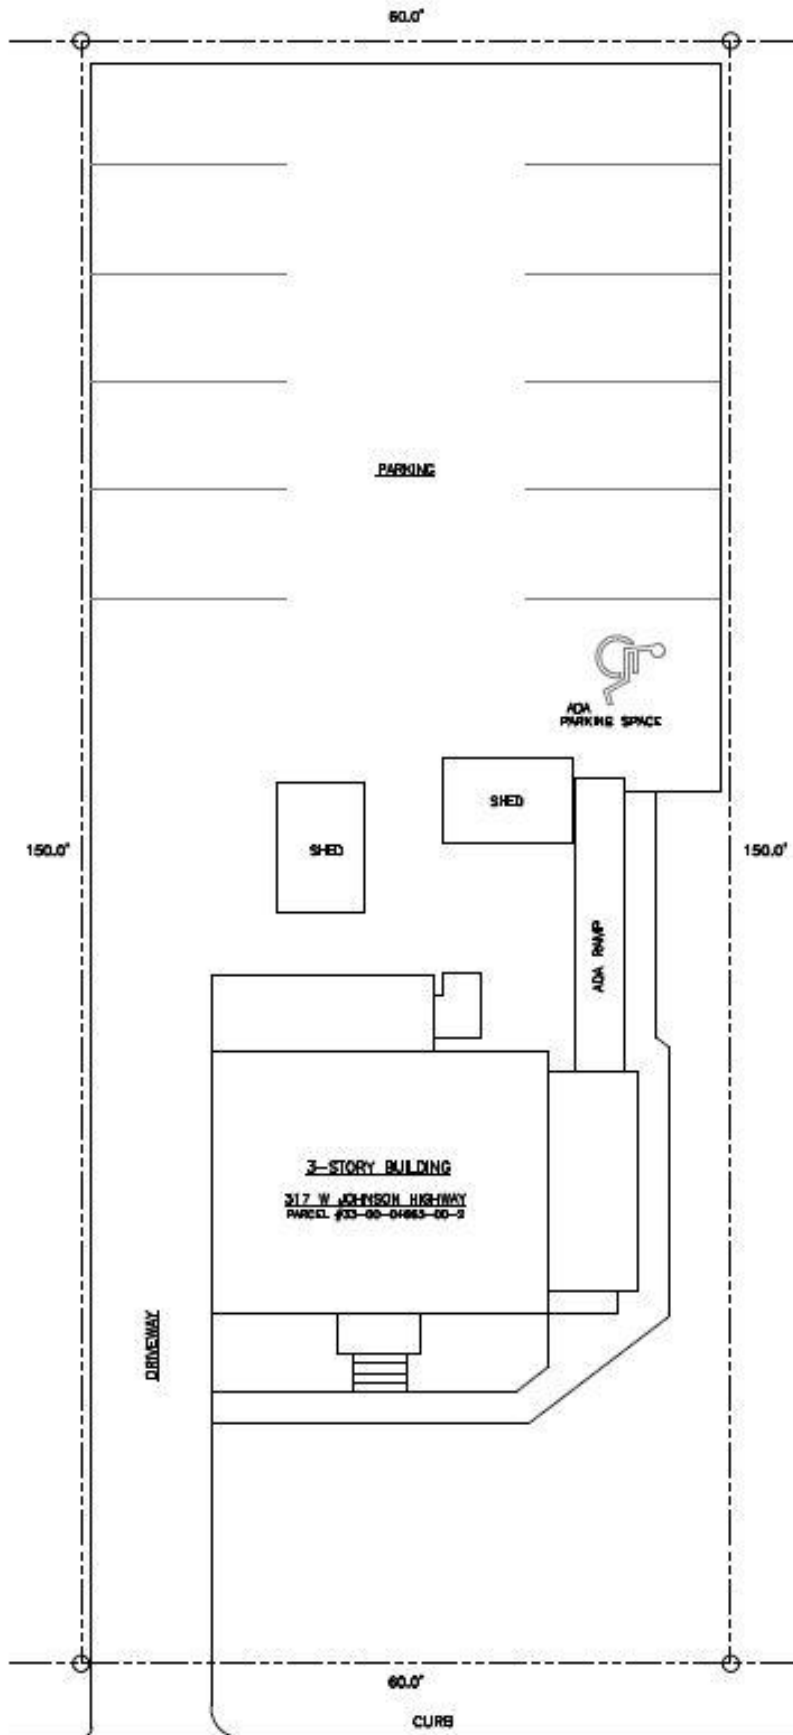 60.0'
PARKING
ADA
PARKING SPACE
SHED
SHED
150.0'
150.0'
ADA RAMP
3-STORY BUILDING
317 W JOHNSON HIGHWAY
PARCEL
DRIVEWAY
60.0'
CURB